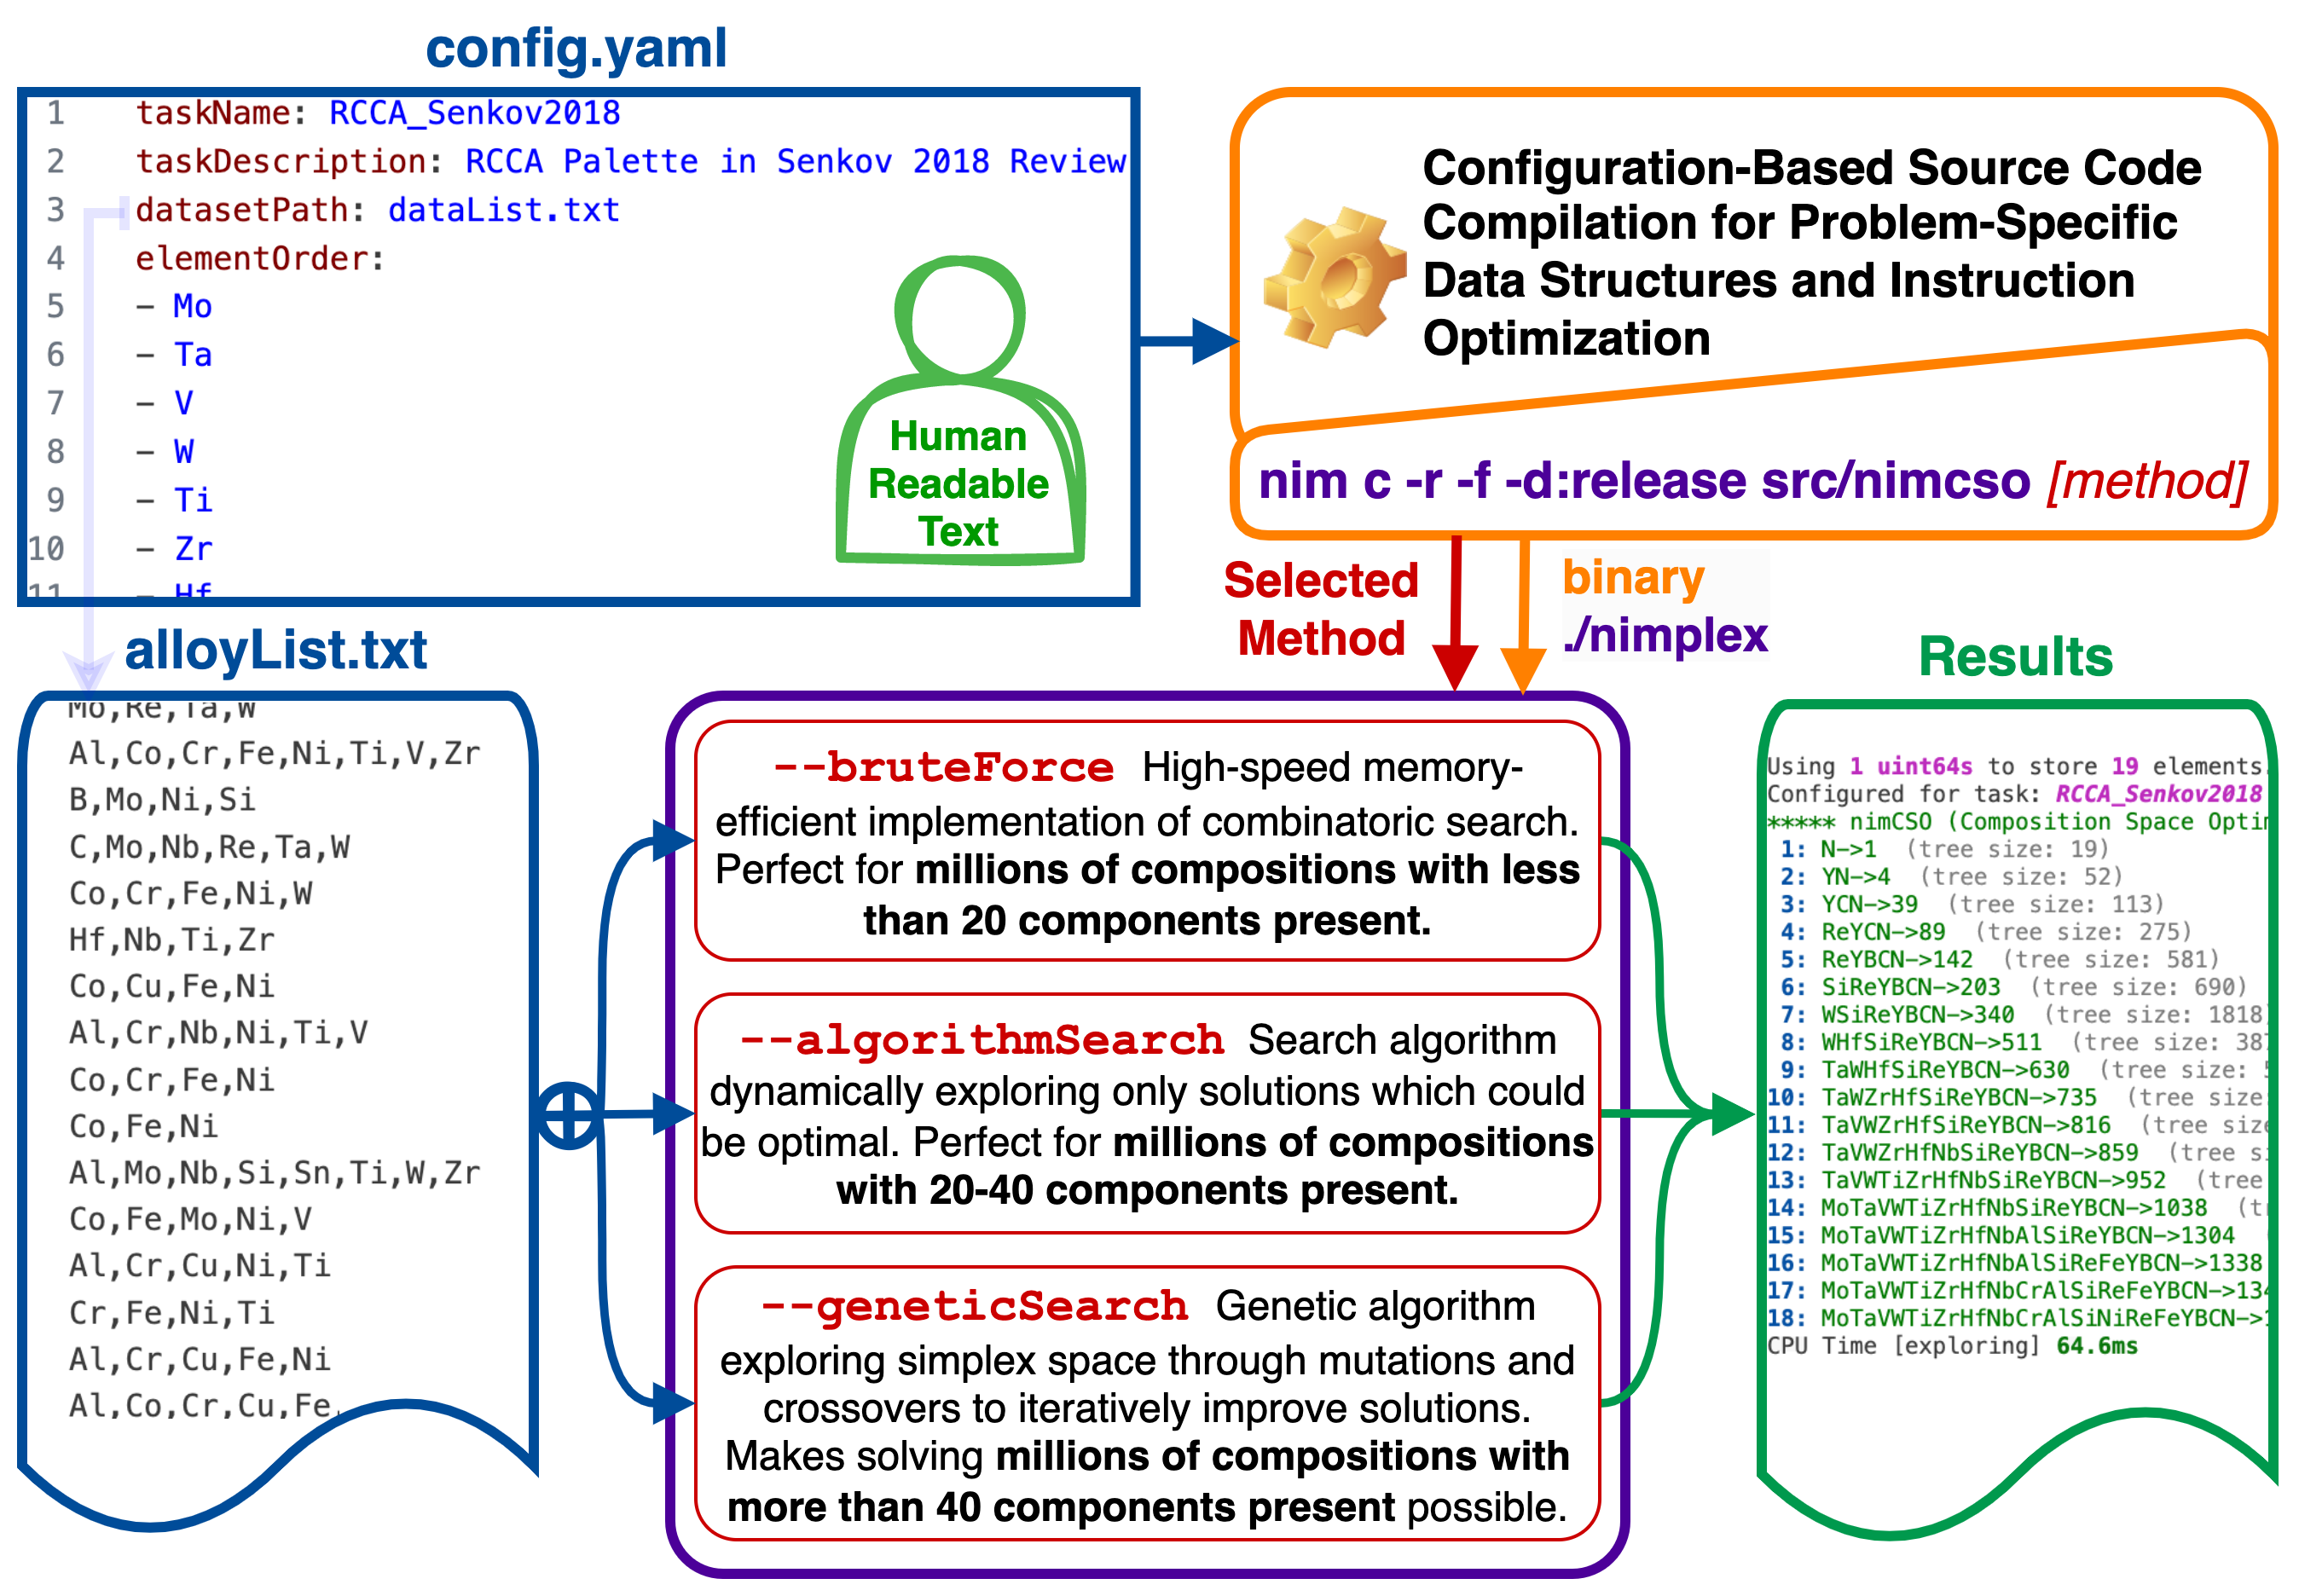 config.yaml
1 taskName: RCCA_Senkov2018
2 taskDescription: RCCA Palette in Senkov 2018 Review
3 datasetPath: dataList.txt
4 elementOrder:
5 - Mo
6 - Ta
7 - V
8 - W
9 - Ti
10 - Zr
11 - Hf
Human
Readable
Text
Configuration-Based Source Code
Compilation for Problem-Specific
Data Structures and Instruction
Optimization
nim c -r -f -d:release src/nimcso [method]
Selected
Method
binary
./nimplex
alloyList.txt
Mo,Re,Ta,W
Al,Co,Cr,Fe,Ni,Ti,V,Zr
B,Mo,Ni,Si
C,Mo,Nb,Re,Ta,W
Co,Cr,Fe,Ni,W
Hf,Nb,Ti,Zr
Co,Cu,Fe,Ni
Al,Cr,Nb,Ni,Ti,V
Co,Cr,Fe,Ni
Co,Fe,Ni
Al,Mo,Nb,Si,Sn,Ti,W,Zr
Co,Fe,Mo,Ni,V
Al,Cr,Cu,Ni,Ti
Cr,Fe,Ni,Ti
Al,Cr,Cu,Fe,Ni
Al,Co,Cr,Cu,Fe,
--bruteForce High-speed memory-
efficient implementation of combinatoric search.
Perfect for millions of compositions with less
than 20 components present.
--algorithmSearch Search algorithm
dynamically exploring only solutions which could
be optimal. Perfect for millions of compositions
with 20-40 components present.
--geneticSearch Genetic algorithm
exploring simplex space through mutations and
crossovers to iteratively improve solutions.
Makes solving millions of compositions with
more than 40 components present possible.
Results
Using 1 uint64s to store 19 elements.
Configured for task: RCCA_Senkov2018
***** nimCSO (Composition Space Optim
1: N->1 (tree size: 19)
2: YN->4 (tree size: 52)
3: YCN->39 (tree size: 113)
4: ReYCN->89 (tree size: 275)
5: ReYBCN->142 (tree size: 581)
6: SiReYBCN->203 (tree size: 690)
7: WSiReYBCN->340 (tree size: 1818)
8: WHfSiReYBCN->511 (tree size: 38
9: TaWHfSiReYBCN->630 (tree size:
10: TaWZrHfSiReYBCN->735 (tree size:
11: TaVWZrHfSiReYBCN->816 (tree size
12: TaVWZrHfNbSiReYBCN->859 (tree si
13: TaVWTiZrHfNbSiReYBCN->952 (tree
14: MoTaVWTiZrHfNbSiReYBCN->1038 (t
15: MoTaVWTiZrHfNbAlSiReYBCN->1304
16: MoTaVWTiZrHfNbAlSiReFeYBCN->1338
17: MoTaVWTiZrHfNbCrAlSiReFeYBCN->134
18: MoTaVWTiZrHfNbCrAlSiNiReFeYBCN->
CPU Time [exploring] 64.6ms